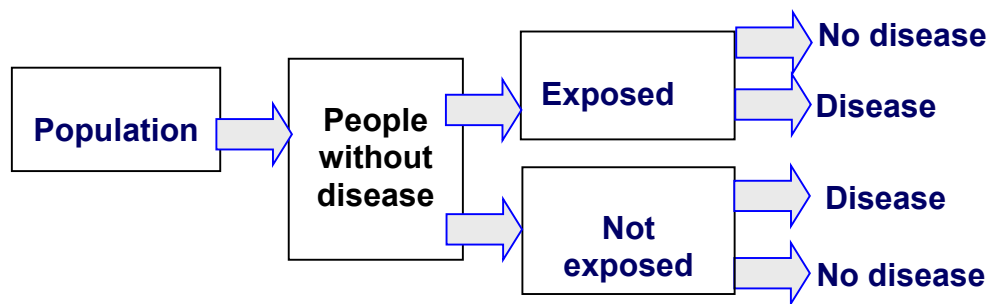 Population
People
without
disease
Exposed
No disease
Disease
Not
exposed
Disease
No disease